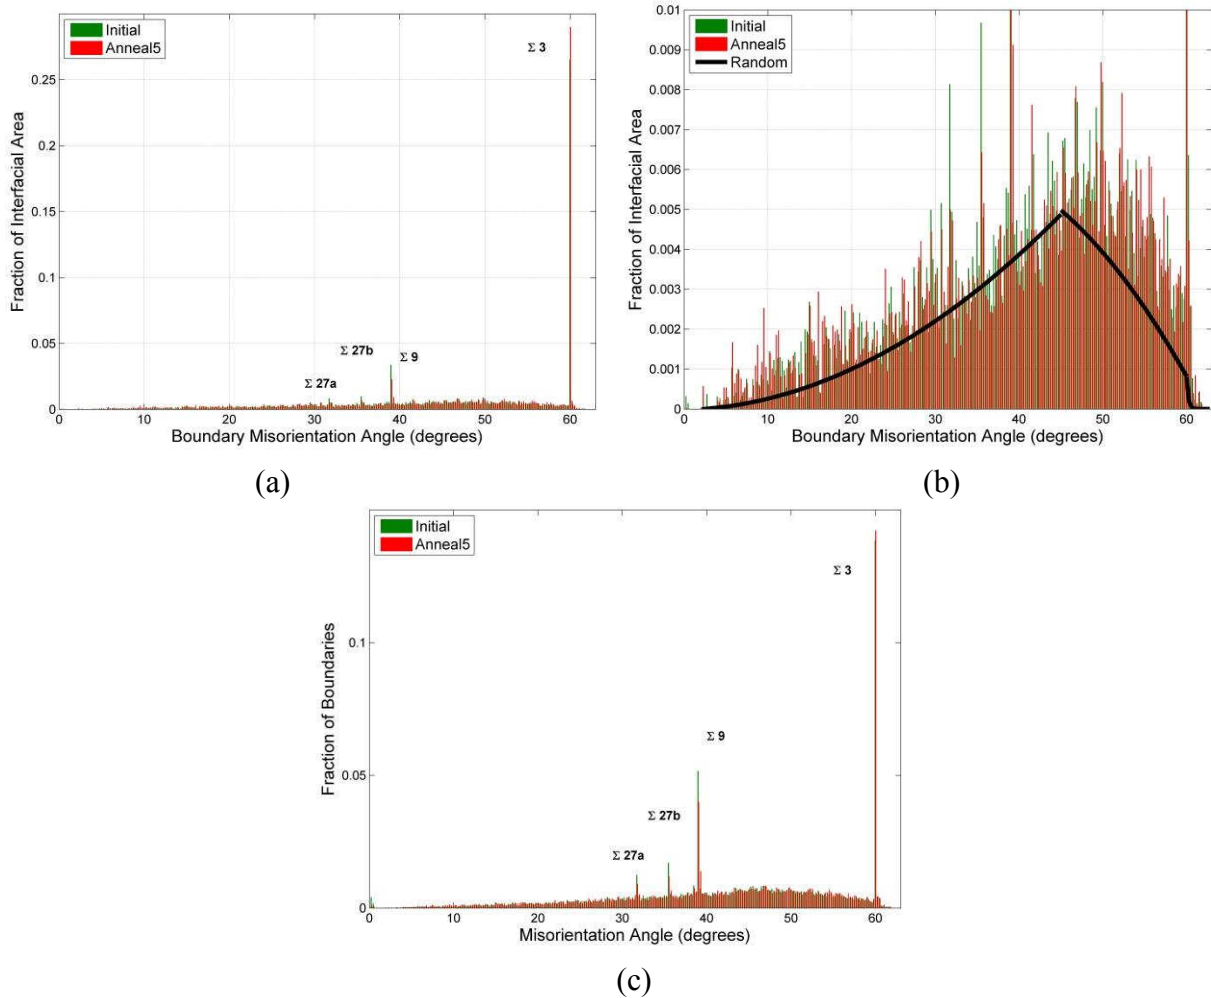 Initial
Anneal5
Σ 3
0.25
0.2
0.15
0.1
0.05
0
Σ 27b
Σ 9
Σ 27a
0 10 20 30 40 50 60
Fraction of Interfacial Area
Boundary Misorientation Angle (degrees)
(a)
Initial
Anneal5
Random
0.01
0.009
0.008
0.007
0.006
0.005
0.004
0.003
0.002
0.001
0
0 10 20 30 40 50 60
Fraction of Interfacial Area
Boundary Misorientation Angle (degrees)
(b)
Initial
Anneal5
Σ 3
0.1
Σ 9
0.05
Σ 27b
Σ 27a
0
0 10 20 30 40 50 60
Fraction of Boundaries
Misorientation Angle (degrees)
(c)